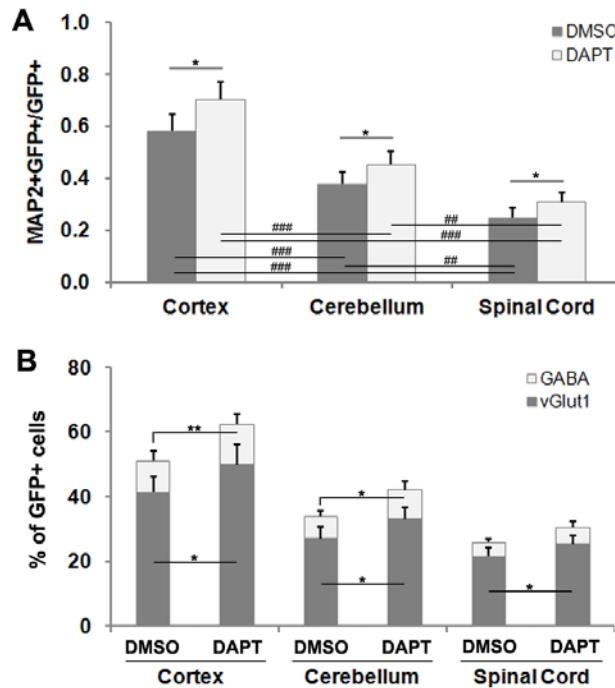 A
MAP2+GFP+/GFP+
1.0
0.8
0.6
0.4
0.2
0.0
DMSO
DAPT
*
*
*
###
##
###
###
##
###
Cortex Cerebellum Spinal Cord
B
% of GFP+ cells
80
60
40
20
0
GABA
vGlut1
**
*
*
*
*
DMSO DAPT DMSO DAPT DMSO DAPT
Cortex Cerebellum Spinal Cord